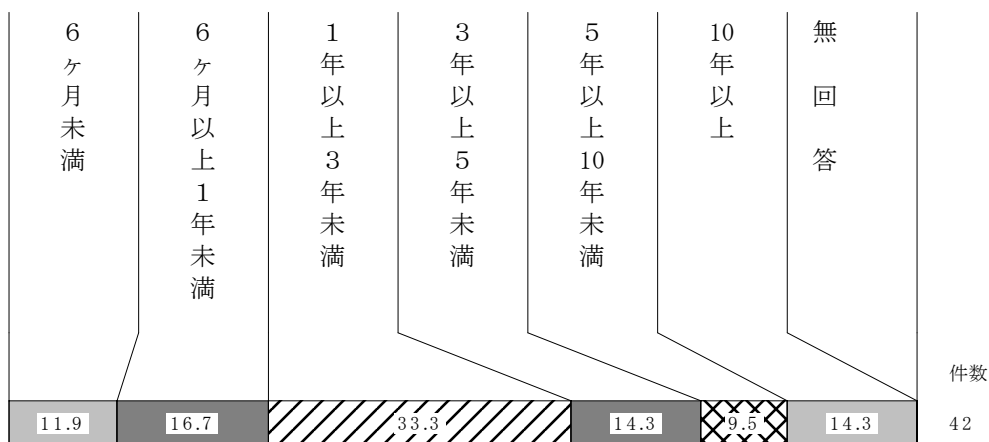 6ヶ月未満
6ヶ月以上1年未満
1年以上3年未満
3年以上5年未満
5年以上10年未満
10年以上
無回答
件数
11.9
16.7
33.3
14.3
9.5
14.3
42